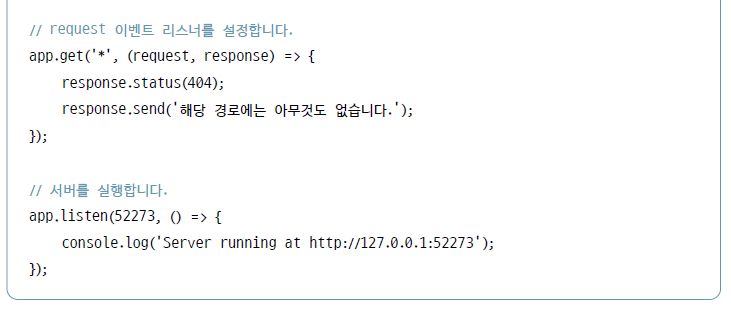 // request 이벤트 리스너를 설정합니다.
app.get('*', (request, response) => {
    response.status(404);
    response.send('해당 경로에는 아무것도 없습니다.');
});

// 서버를 실행합니다.
app.listen(52273, () => {
    console.log('Server running at http://127.0.0.1:52273');
});